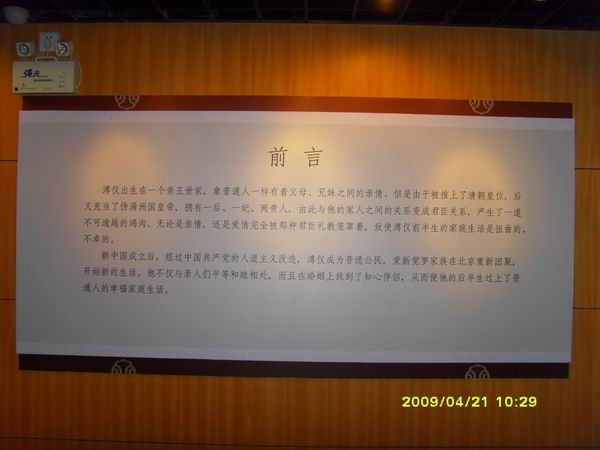 强光
前言
溥仪出生在一个亲王世家，象普通人一样有着父母、兄妹之间的亲情。但是由于被推上了清朝皇位，后
又充当了伪满洲国皇帝，拥有一后、一妃、两贵人，由此与他的家人之间的关系变成君臣关系，产生了一道
不可逾越的鸿沟。无论是亲情，还是爱情完全被那种君臣礼教笼罩着，致使溥仪前半生的家庭生活是扭曲的、
不幸的。
新中国成立后，经过中国共产党的人道主义改造，溥仪成为普通公民，爱新觉罗家族在北京重新团聚，
开始新的生活。他不仅与亲人们平等和睦相处，而且在婚姻上找到了知心伴侣，从而使他的后半生过上了普
通人的幸福家庭生活。
2009/04/21 10:29